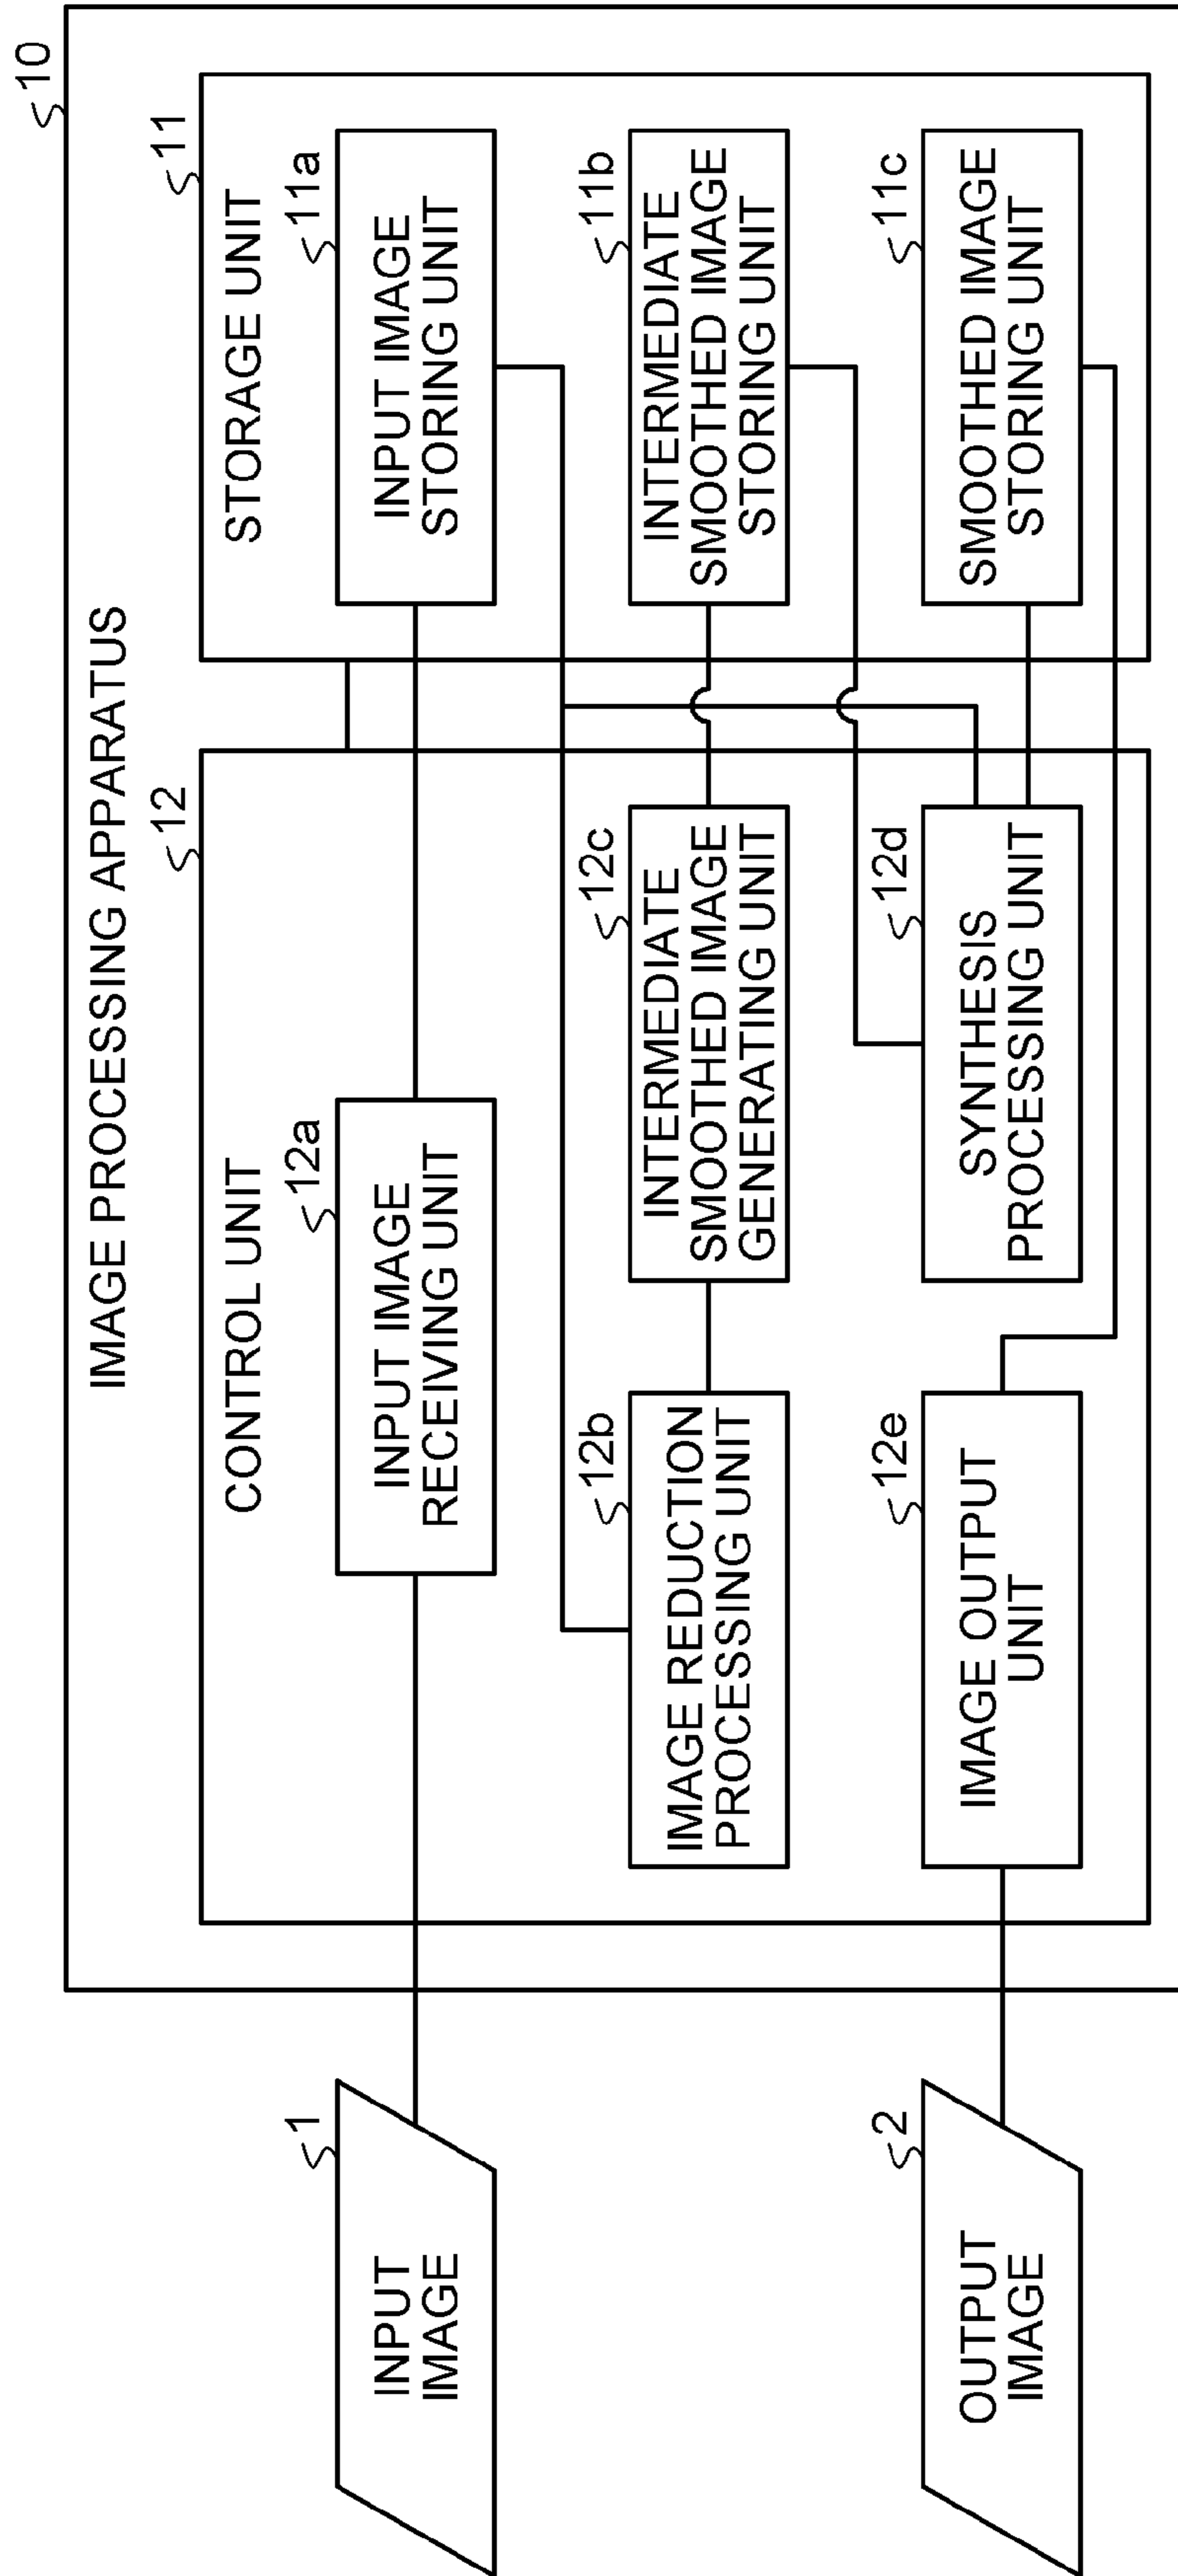 IMAGE PROCESSING APPARATUS
10
CONTROL UNIT
12
STORAGE UNIT
11
INPUT
IMAGE
1
INPUT IMAGE
RECEIVING UNIT
12a
INPUT IMAGE
STORING UNIT
11a
IMAGE REDUCTION
PROCESSING UNIT
12b
INTERMEDIATE
SMOOTHED IMAGE
GENERATING UNIT
12c
INTERMEDIATE
SMOOTHED IMAGE
STORING UNIT
11b
OUTPUT
IMAGE
2
IMAGE OUTPUT
UNIT
12e
SYNTHESIS
PROCESSING UNIT
12d
SMOOTHED IMAGE
STORING UNIT
11c